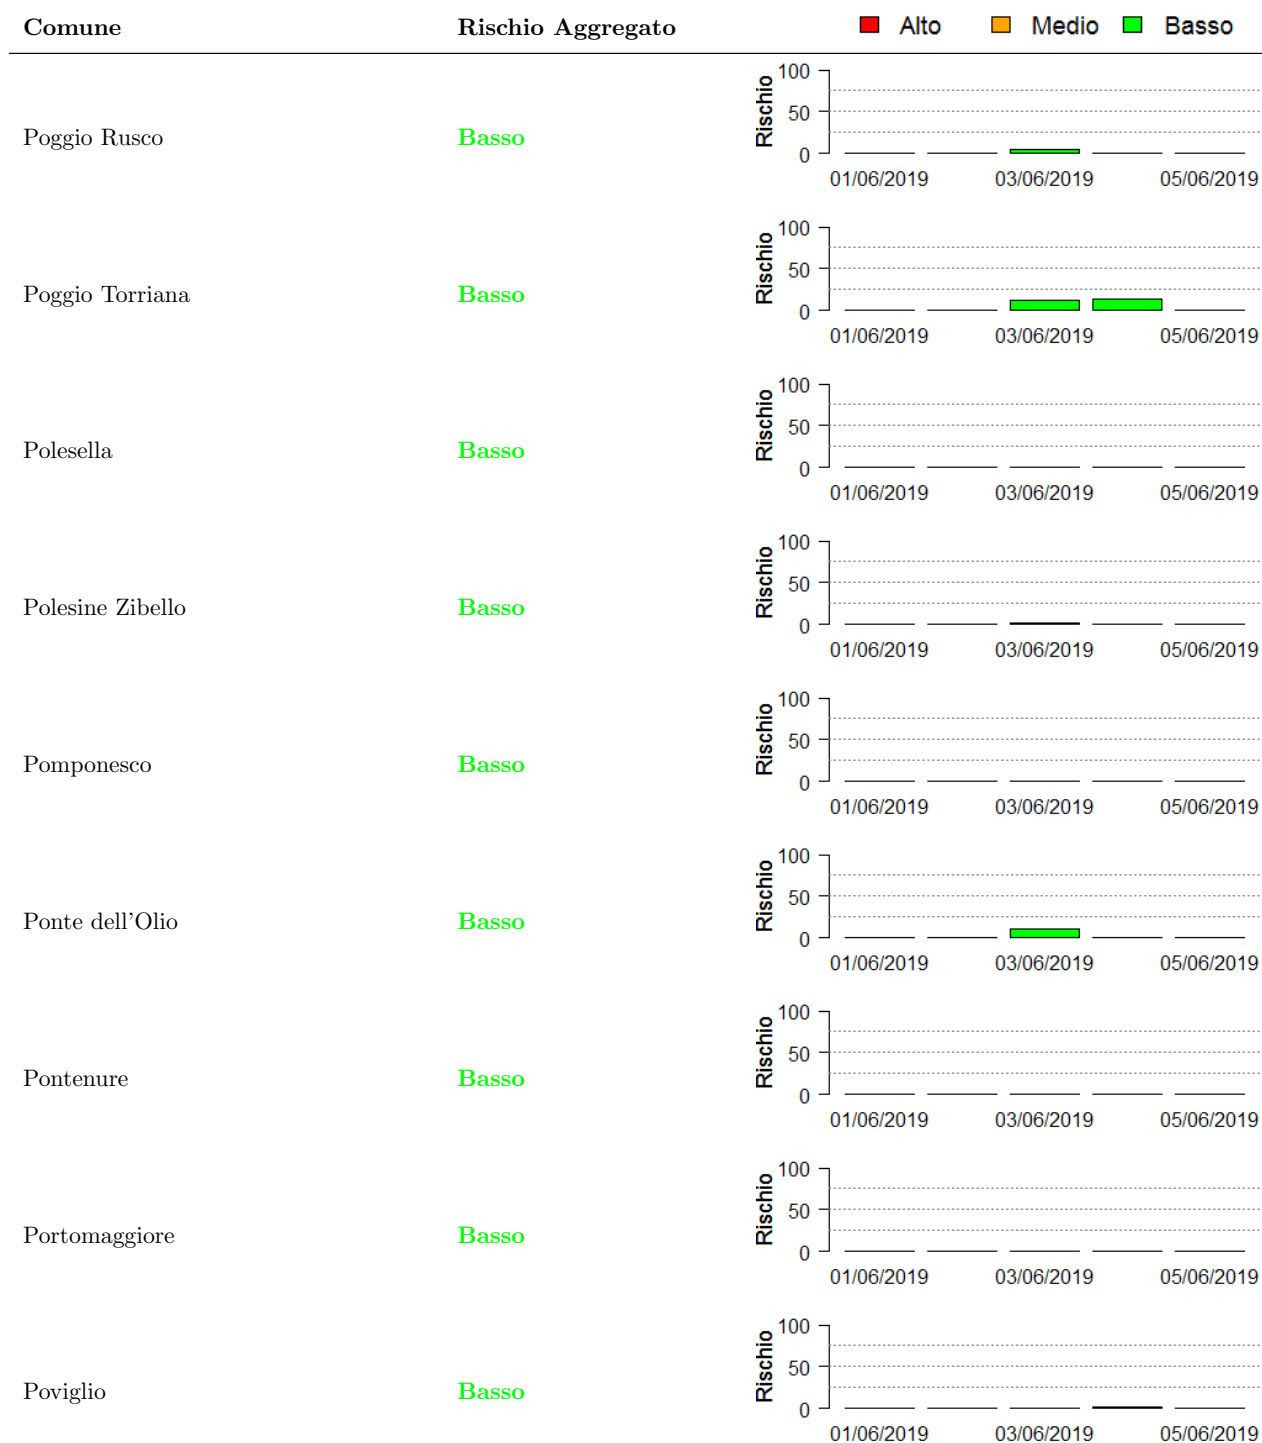 Comune Rischio Aggregato Alto Medio Basso
Poggio Rusco Basso
Rischio
100
50
0
01/06/2019 03/06/2019 05/06/2019
Poggio Torriana Basso
Rischio
100
50
0
01/06/2019 03/06/2019 05/06/2019
Polesella Basso
Rischio
100
50
0
01/06/2019 03/06/2019 05/06/2019
Polesine Zibello Basso
Rischio
100
50
0
01/06/2019 03/06/2019 05/06/2019
Pomponesco Basso
Rischio
100
50
0
01/06/2019 03/06/2019 05/06/2019
Ponte dell'Olio Basso
Rischio
100
50
0
01/06/2019 03/06/2019 05/06/2019
Pontenure Basso
Rischio
100
50
0
01/06/2019 03/06/2019 05/06/2019
Portomaggiore Basso
Rischio
100
50
0
01/06/2019 03/06/2019 05/06/2019
Poviglio Basso
Rischio
100
50
0
01/06/2019 03/06/2019 05/06/2019